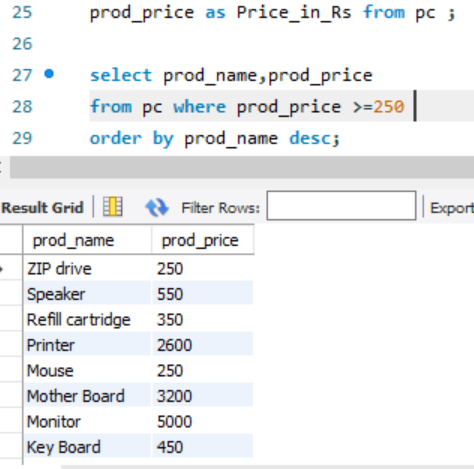 25 prod_price as Price_in_Rs from pc ;
26
27 select prod_name,prod_price
28 from pc where prod_price >=250
29 order by prod_name desc;
Result Grid Filter Rows: Export
prod_name prod_price
ZIP drive 250
Speaker 550
Refill cartridge 350
Printer 2600
Mouse 250
Mother Board 3200
Monitor 5000
Key Board 450